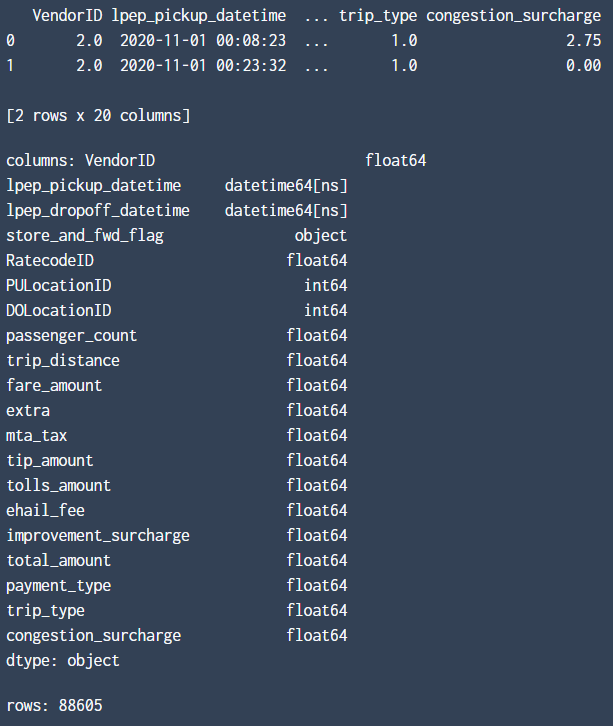 VendorID lpep_pickup_datetime ... trip_type congestion_surcharge
0 2.0 2020-11-01 00:08:23 ... 1.0 2.75
1 2.0 2020-11-01 00:23:32 ... 1.0 0.00
[2 rows x 20 columns]
columns: VendorID float64
lpep_pickup_datetime datetime64[ns]
lpep_dropoff_datetime datetime64[ns]
store_and_fwd_flag object
RatecodeID float64
PULocationID int64
DOLocationID int64
passenger_count float64
trip_distance float64
fare_amount float64
extra float64
mta_tax float64
tip_amount float64
tolls_amount float64
ehail_fee float64
improvement_surcharge float64
total_amount float64
payment_type float64
trip_type float64
congestion_surcharge float64
dtype: object
rows: 88605